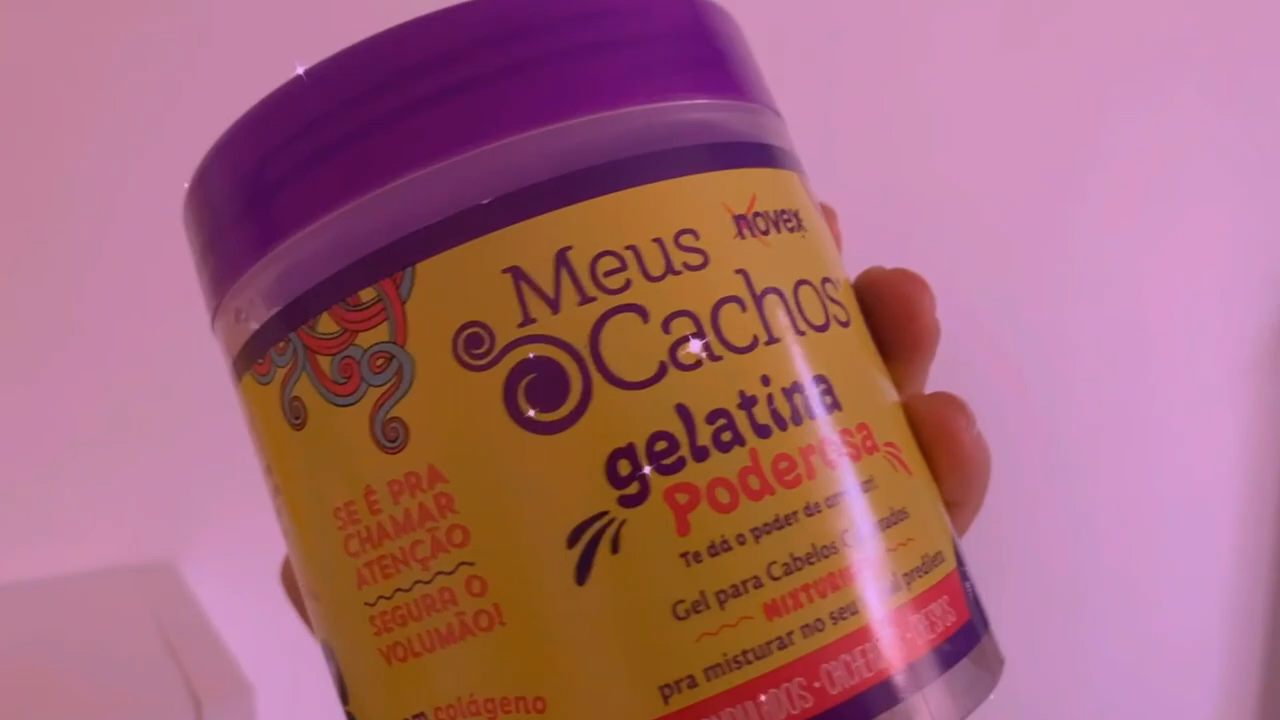 novex
Meus
Cachos
gelatina
Poderosa
Te dá o poder de
Gel para Cabelos
pra misturar no seu
SE É PRA
CHAMAR
ATENÇÃO
SEGURA O
VOLUMÃO!
colágeno